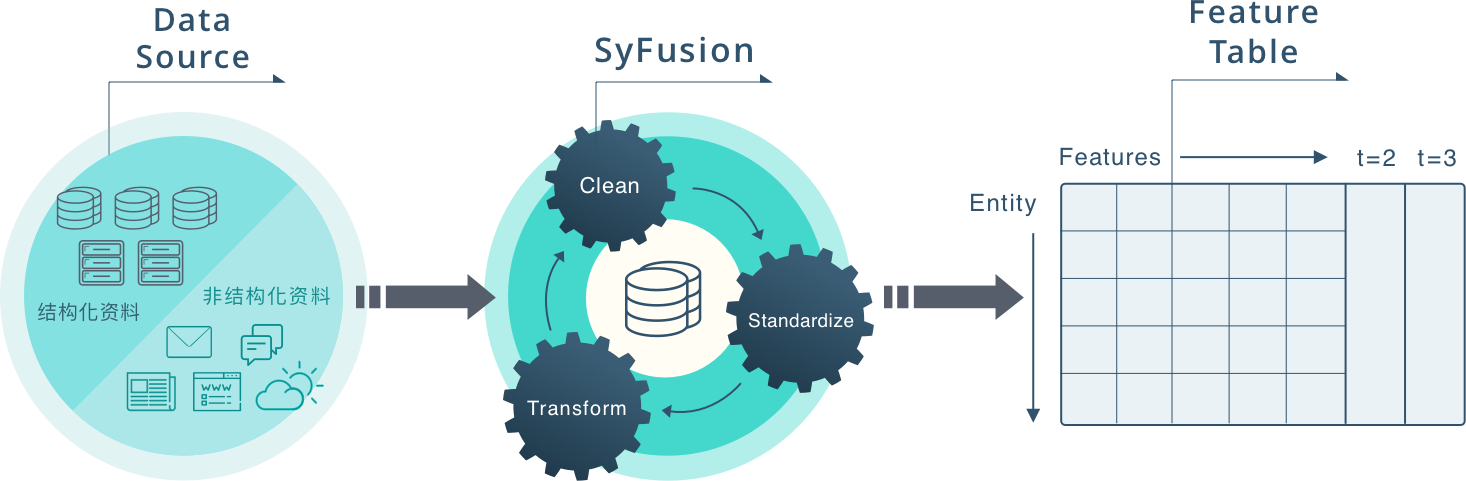 Data
Source
SyFusion
Feature
Table
结构化资料
非结构化资料
WWW
Clean
Standardize
Transform
Features
t=2
t=3
Entity